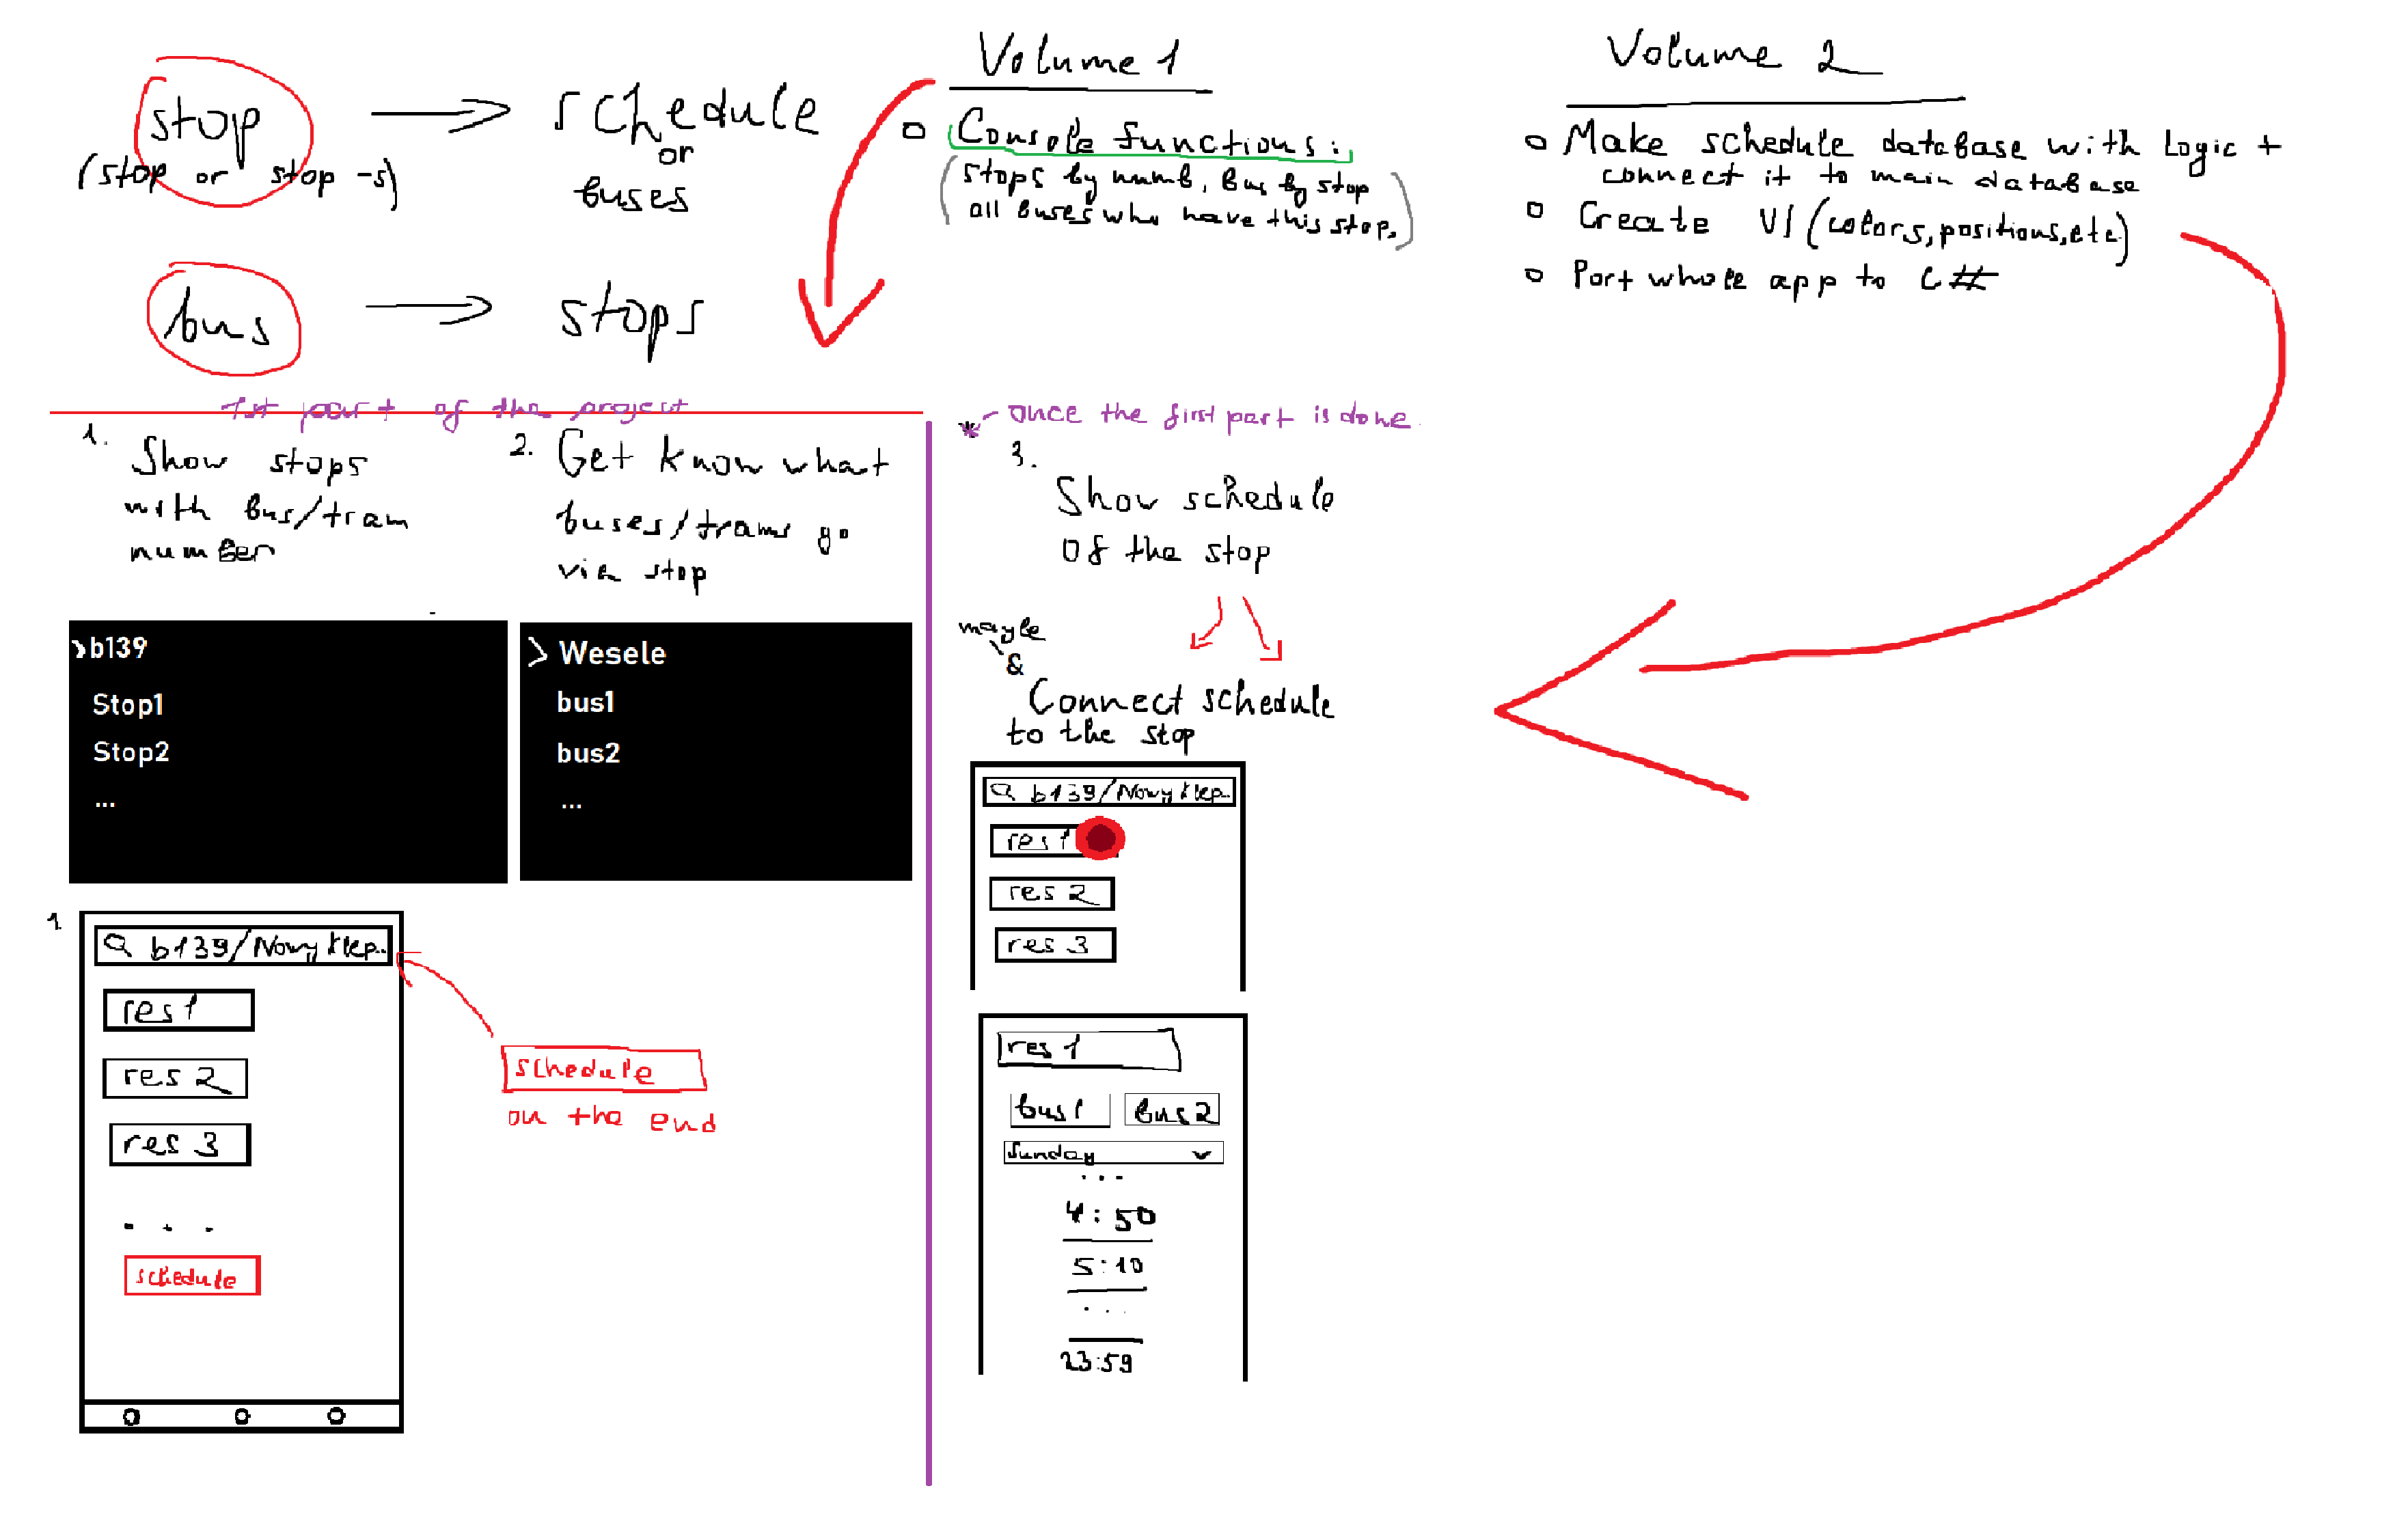 stop
(stop or stop -s)
schedule
or
buses
bus
stops
Volume 1
Console functions:
(stops by numb, Bus by stop
all buses who have this stop.)
Volume 2
Make schedule database with Logic +
connect it to main database
Create UI (colors, positions, etc)
Port whole app to C#
1st part of the project
1. Show stops
with bus/tram
number
2. Get know what
buses/trams go
via stop
>b139
Stop1
Stop2
...
> Wesele
bus1
bus2
...
1.
b139/Nowy Klep..
res1
res 2
res 3
...
schedule
schedule
on the end
* - once the first part is done
3.
Show schedule
of the stop
maybe
&
Connect schedule
to the stop
b139/Nowy Klep..
res 1
res 2
res 3
res 1
bus1 Bus2
Sunday
...
4:50
5:10
...
23:59